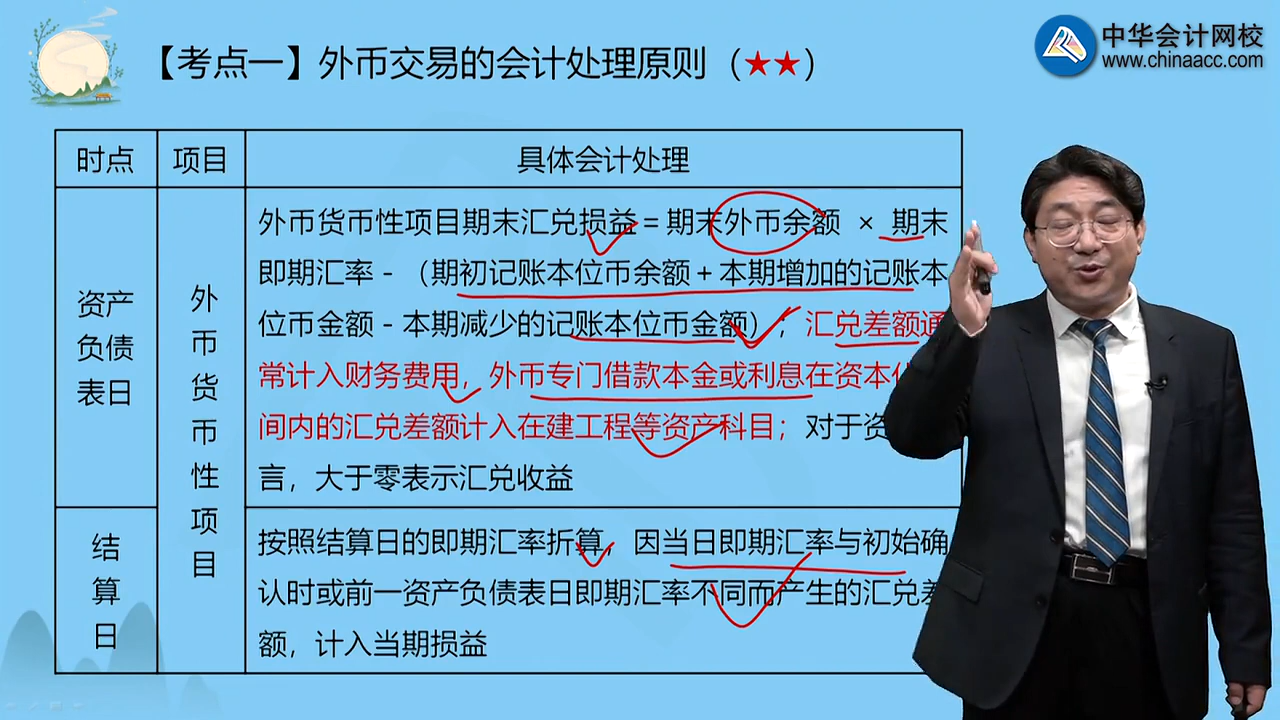 【考点一】外币交易的会计处理原则（★★）
中华会计网校
www.chinaacc.com
时点 项目 具体会计处理
资产负债表日
外币货币性项目
外币货币性项目期末汇兑损益＝期末外币余额 × 期末
即期汇率－（期初记账本位币余额＋本期增加的记账本
位币金额－本期减少的记账本位币金额）；汇兑差额通
常计入财务费用，外币专门借款本金或利息在资本
间内的汇兑差额计入在建工程等资产科目；对于资
言，大于零表示汇兑收益
结算日
按照结算日的即期汇率折算，因当日即期汇率与初始确
认时或前一资产负债表日即期汇率不同而产生的汇兑差
额，计入当期损益